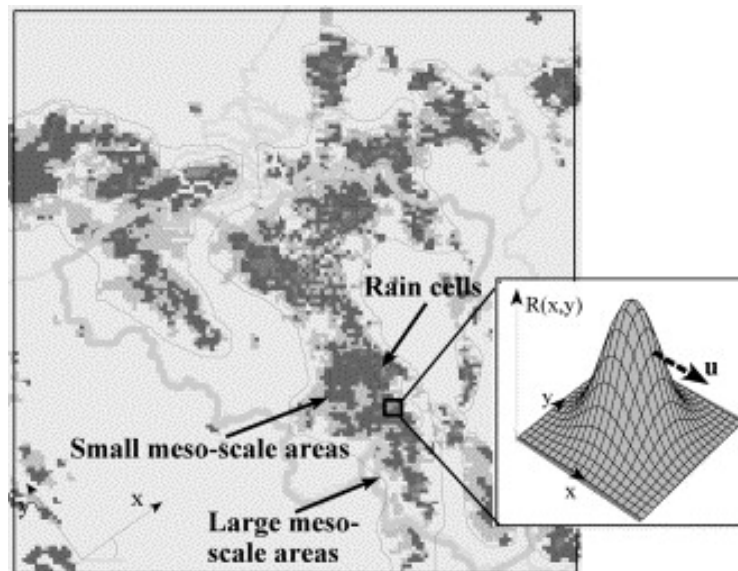 Rain cells
R(x,y)
u
y
x
Small meso-scale areas
Large meso-
scale areas
x
y